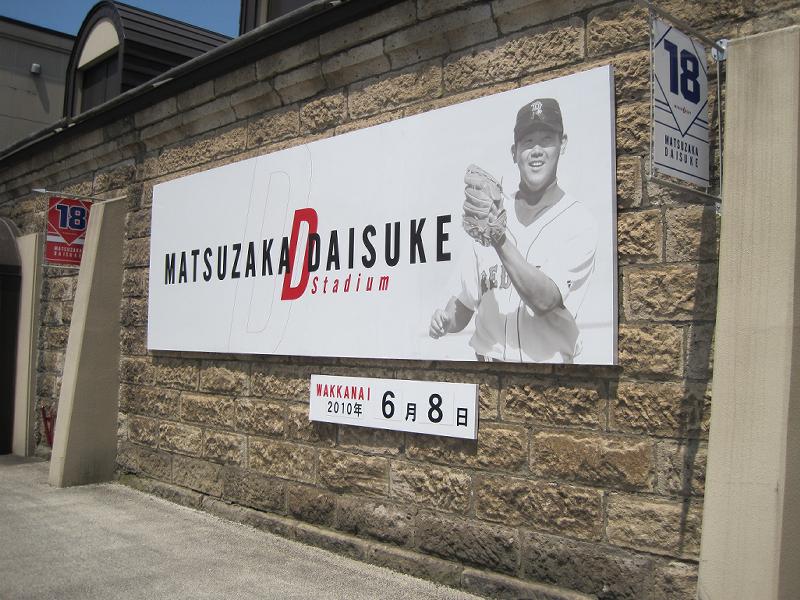 MATSUZAKA D DAISUKE
Stadium
WAKKANAI
2010年 6月8日
18
MATSUZAKA
DAISUKE
18
MATSUZAKA
DAISUKE
RED